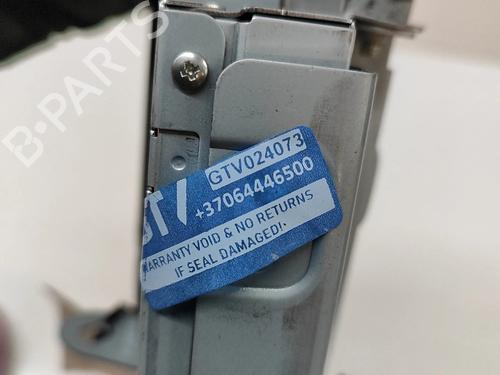 B-PARTS
GTV024073
+37064446500
WARRANTY VOID & NO RETURNS
IF SEAL DAMAGED!